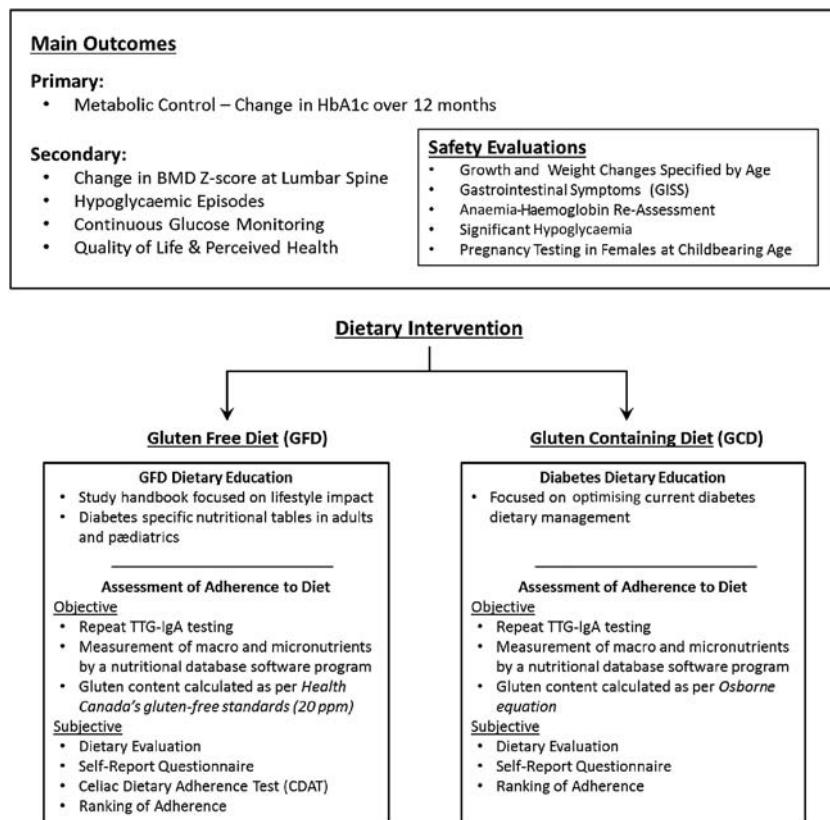 Main Outcomes
Primary:
• Metabolic Control – Change in HbA1c over 12 months
Secondary:
• Change in BMD Z-score at Lumbar Spine
• Hypoglycaemic Episodes
• Continuous Glucose Monitoring
• Quality of Life & Perceived Health
Safety Evaluations
• Growth and Weight Changes Specified by Age
• Gastrointestinal Symptoms (GISS)
• Anaemia-Haemoglobin Re-Assessment
• Significant Hypoglycaemia
• Pregnancy Testing in Females at Childbearing Age
Dietary Intervention
Gluten Free Diet (GFD)
GFD Dietary Education
• Study handbook focused on lifestyle impact
• Diabetes specific nutritional tables in adults
and pædiatrics
Assessment of Adherence to Diet
Objective
• Repeat TTG-IgA testing
• Measurement of macro and micronutrients
by a nutritional database software program
• Gluten content calculated as per Health
Canada's gluten-free standards (20 ppm)
Subjective
• Dietary Evaluation
• Self-Report Questionnaire
• Celiac Dietary Adherence Test (CDAT)
• Ranking of Adherence
Gluten Containing Diet (GCD)
Diabetes Dietary Education
• Focused on optimising current diabetes
dietary management
Assessment of Adherence to Diet
Objective
• Repeat TTG-IgA testing
• Measurement of macro and micronutrients
by a nutritional database software program
• Gluten content calculated as per Osborne
equation
Subjective
• Dietary Evaluation
• Self-Report Questionnaire
• Ranking of Adherence